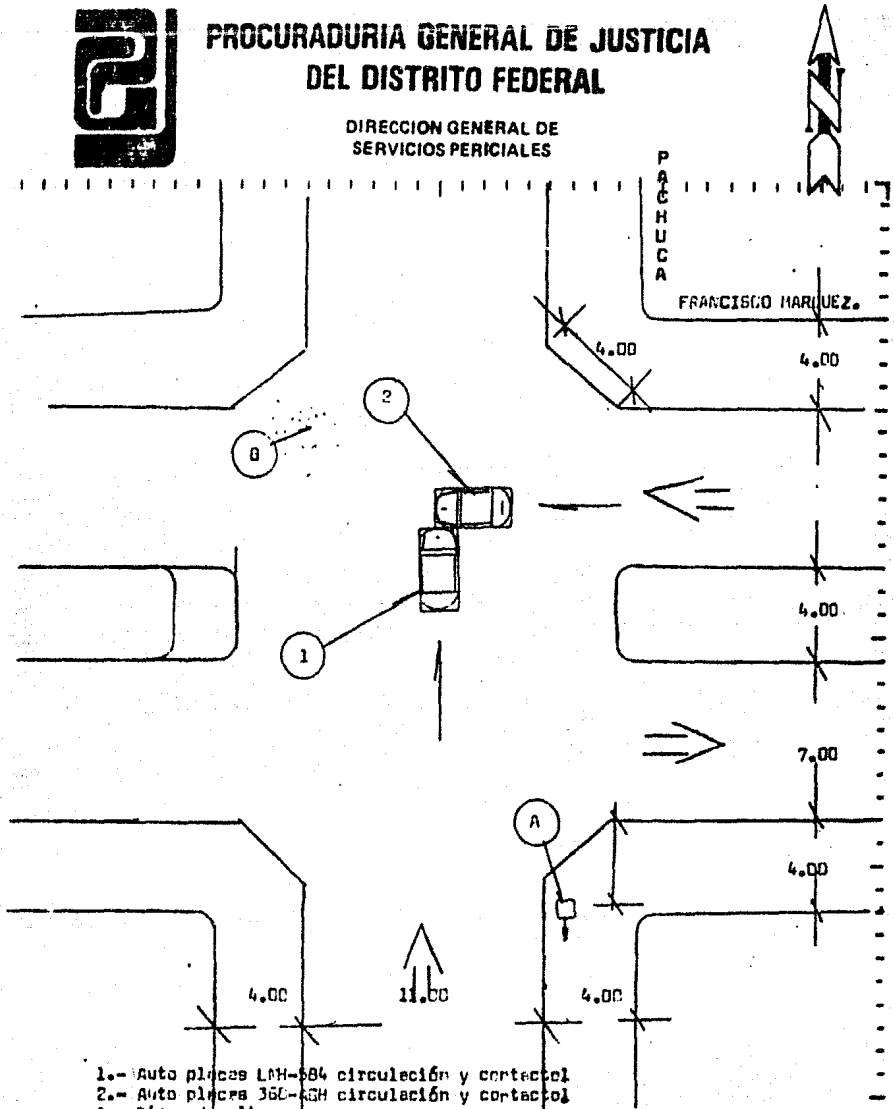 PROCURADURIA GENERAL DE JUSTICIA
DEL DISTRITO FEDERAL
DIRECCION GENERAL DE
SERVICIOS PERICIALES
N
PACHUCA
FRANCISCO MARQUEZ.
4.00
4.00
2
B
4.00
1
7.00
A
4.00
4.00
11.00
4.00
1.- Auto placas circulación y contacto
2.- Auto placas circulación y contacto